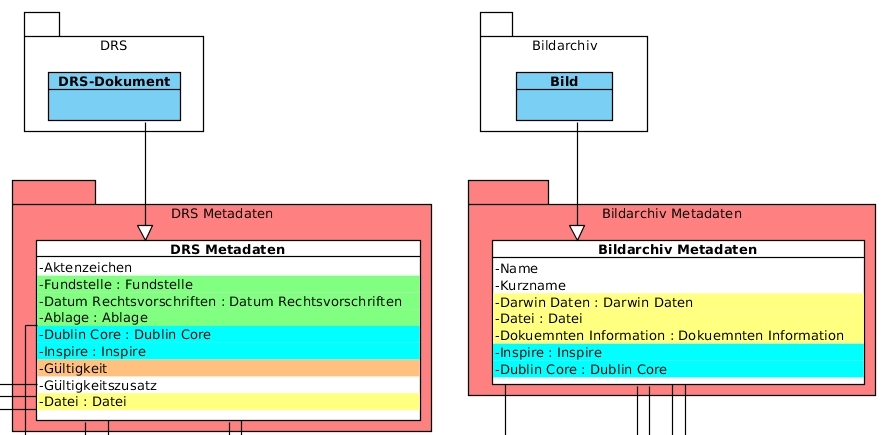 DRS
DRS-Dokument
DRS Metadaten
DRS Metadaten
-Aktenzeichen
-Fundstelle : Fundstelle
-Datum Rechtsvorschriften : Datum Rechtsvorschriften
-Ablage : Ablage
-Dublin Core : Dublin Core
-Inspire : Inspire
-Gültigkeit
-Gültigkeitszusatz
-Datei : Datei
Bildarchiv
Bild
Bildarchiv Metadaten
Bildarchiv Metadaten
-Name
-Kurzname
-Darwin Daten : Darwin Daten
-Datei : Datei
-Dokuemnten Information : Dokuemnten Information
-Inspire : Inspire
-Dublin Core : Dublin Core